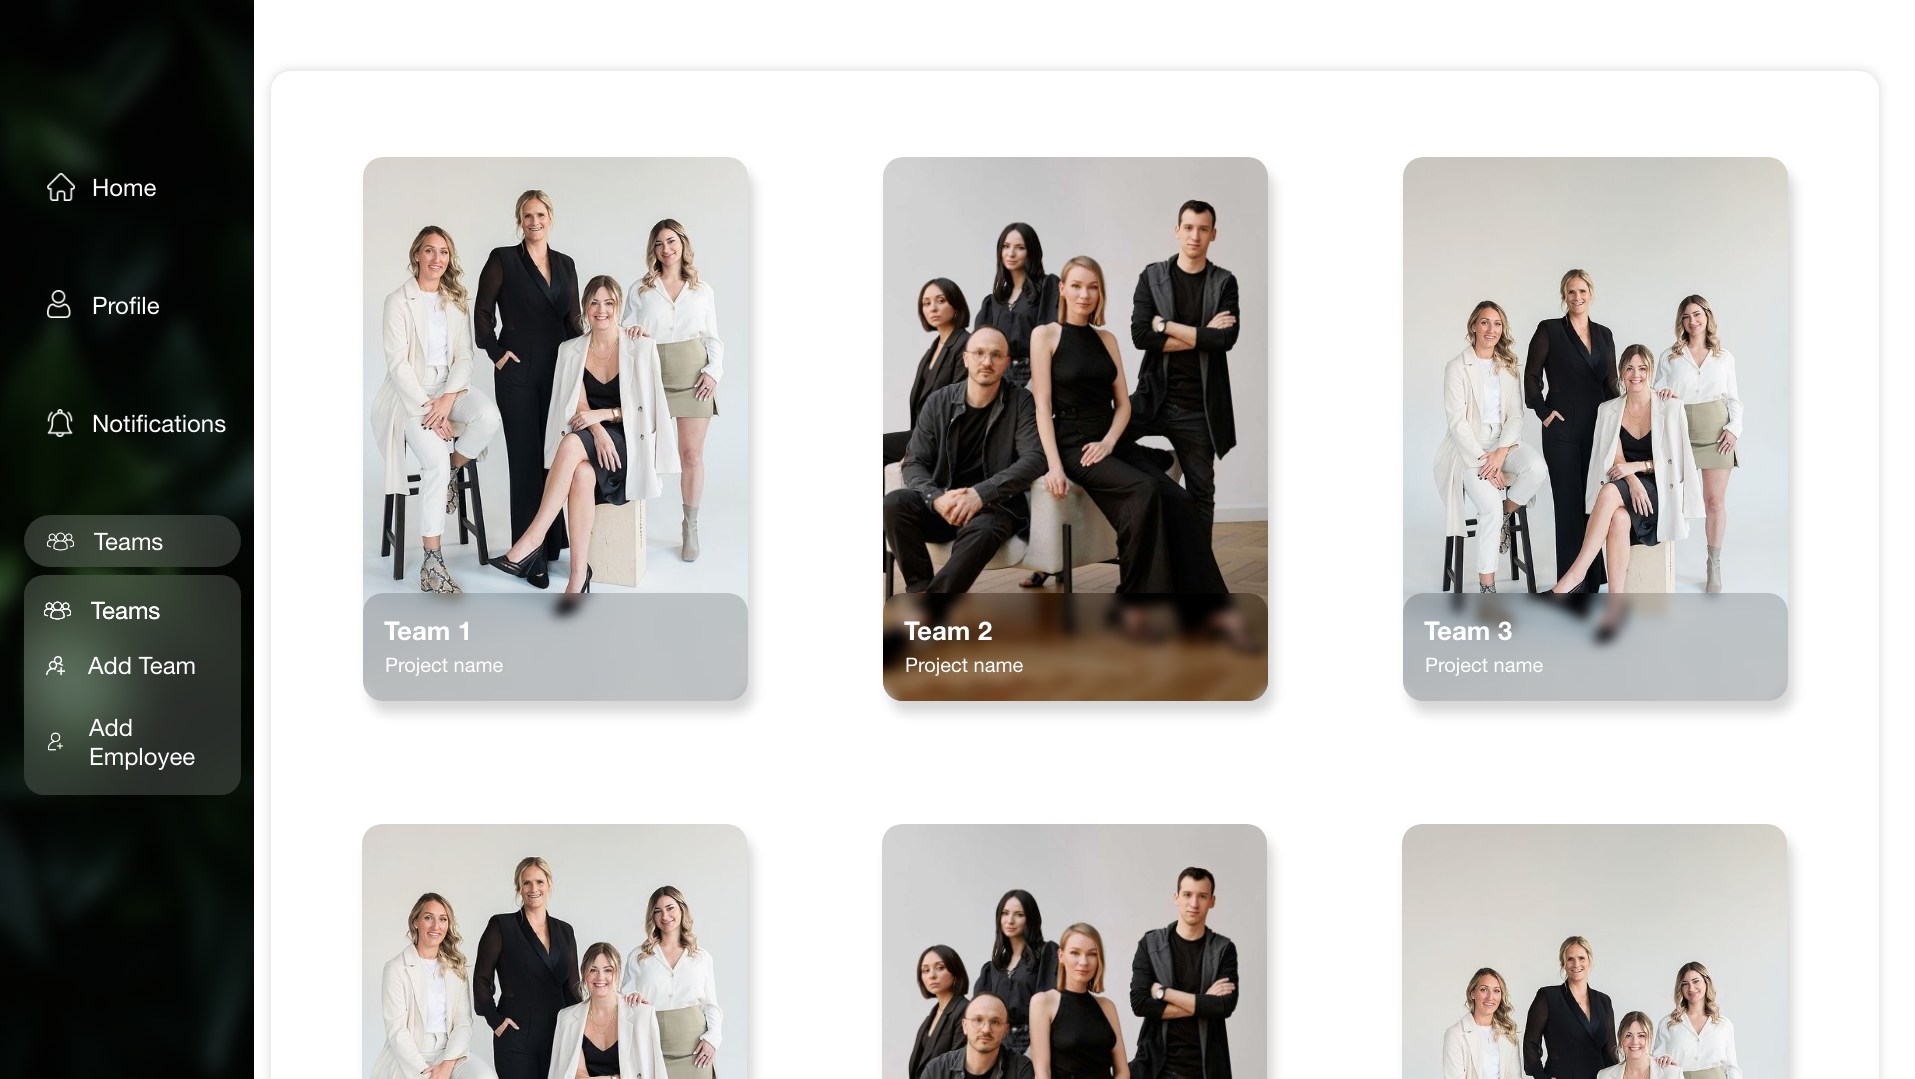 Home
Profile
Notifications
Teams
Teams
Add Team
Add
Employee
Team 1
Project name
Team 2
Project name
Team 3
Project name